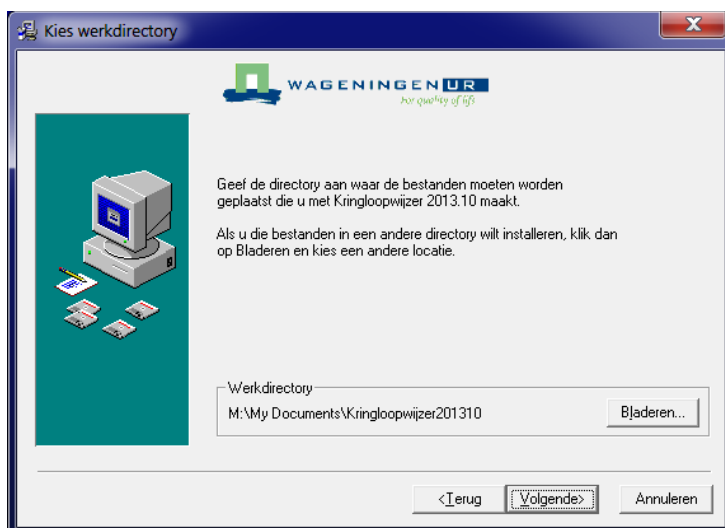 Kies werkdirectory
WAGENINGEN UR
For quality of life
Geef de directory aan waar de bestanden moeten worden
geplaatst die u met Kringloopwijzer 2013.10 maakt.
Als u die bestanden in een andere directory wilt installeren, klik dan
op Bladeren en kies een andere locatie.
Werkdirectory
M:\My Documents\Kringloopwijzer201310
Bladeren...
<Terug
Volgende>
Annuleren